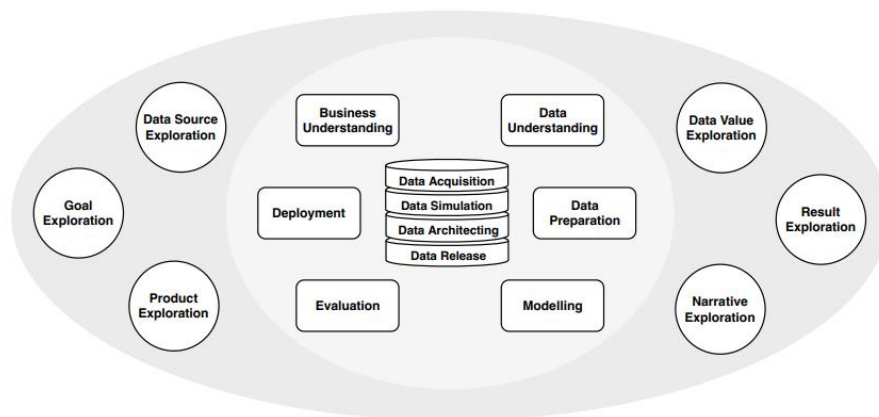 Data Source
Exploration
Business
Understanding
Data
Understanding
Data Value
Exploration
Goal
Exploration
Deployment
Data Acquisition
Data Simulation
Data Architecting
Data Release
Data
Preparation
Result
Exploration
Product
Exploration
Evaluation
Modelling
Narrative
Exploration